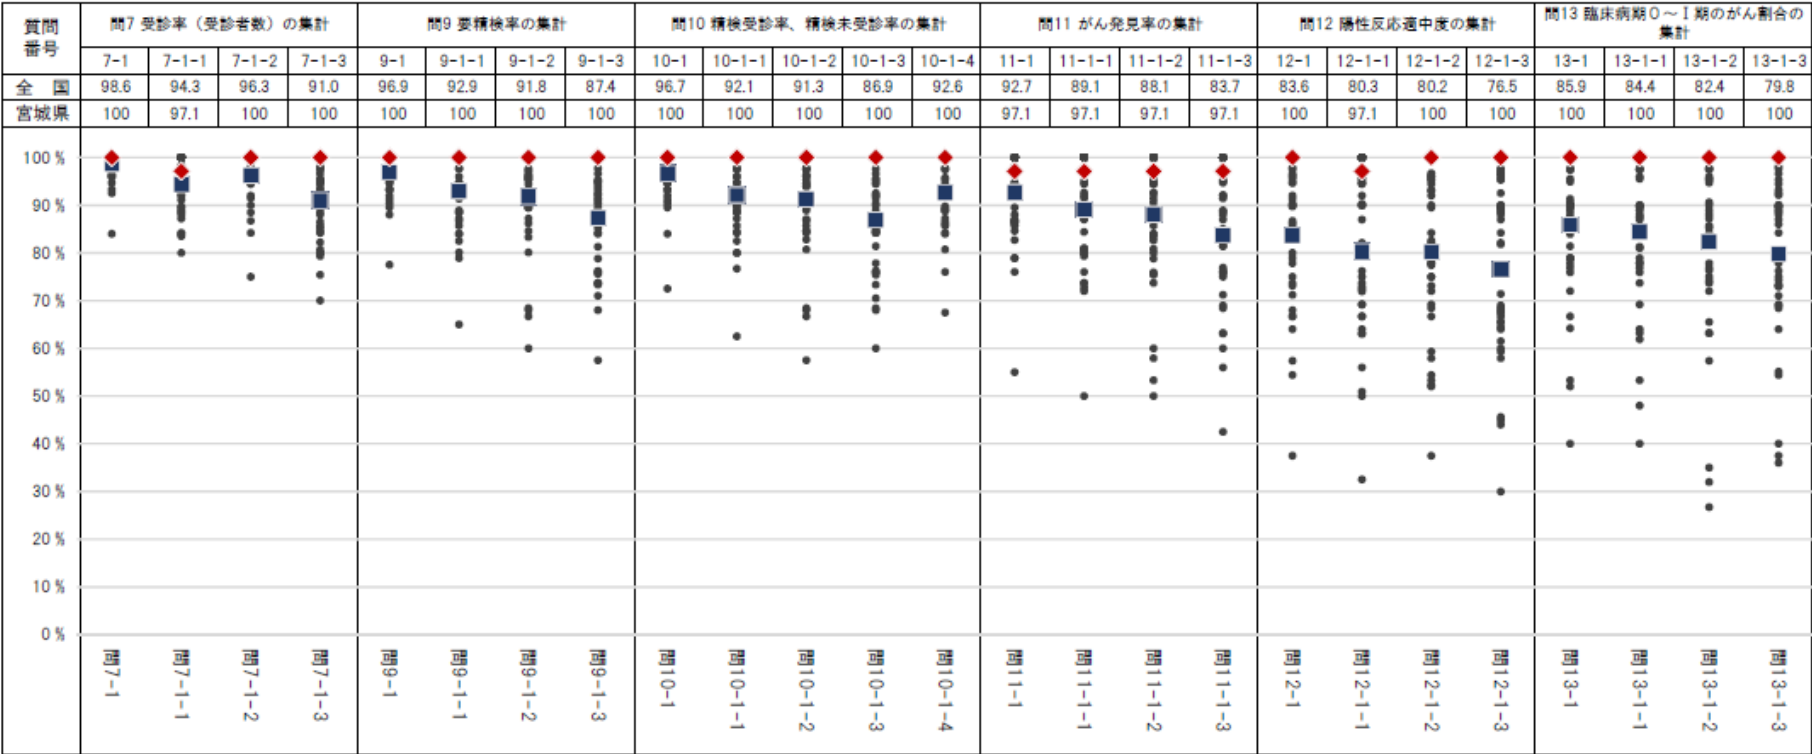 質問番号 問7 受診率（受診者数）の集計 問9 要精検率の集計 問10 精検受診率、精検未受診率の集計 問11 がん発見率の集計 問12 陽性反応適中度の集計 問13 臨床病期０～Ⅰ期のがん割合の集計
7-1 7-1-1 7-1-2 7-1-3 9-1 9-1-1 9-1-2 9-1-3 10-1 10-1-1 10-1-2 10-1-3 10-1-4 11-1 11-1-1 11-1-2 11-1-3 12-1 12-1-1 12-1-2 12-1-3 13-1 13-1-1 13-1-2 13-1-3
全 国 98.6 94.3 96.3 91.0 96.9 92.9 91.8 87.4 96.7 92.1 91.3 86.9 92.6 92.7 89.1 88.1 83.7 83.6 80.3 80.2 76.5 85.9 84.4 82.4 79.8
宮城県 100 97.1 100 100 100 100 100 100 100 100 100 100 100 97.1 97.1 97.1 97.1 100 97.1 100 100 100 100 100 100
100 %
90 %
80 %
70 %
60 %
50 %
40 %
30 %
20 %
10 %
0 %
問7-1
問7-1-1
問7-1-2
問7-1-3
問9-1
問9-1-1
問9-1-2
問9-1-3
問10-1
問10-1-1
問10-1-2
問10-1-3
問10-1-4
問11-1
問11-1-1
問11-1-2
問11-1-3
問12-1
問12-1-1
問12-1-2
問12-1-3
問13-1
問13-1-1
問13-1-2
問13-1-3